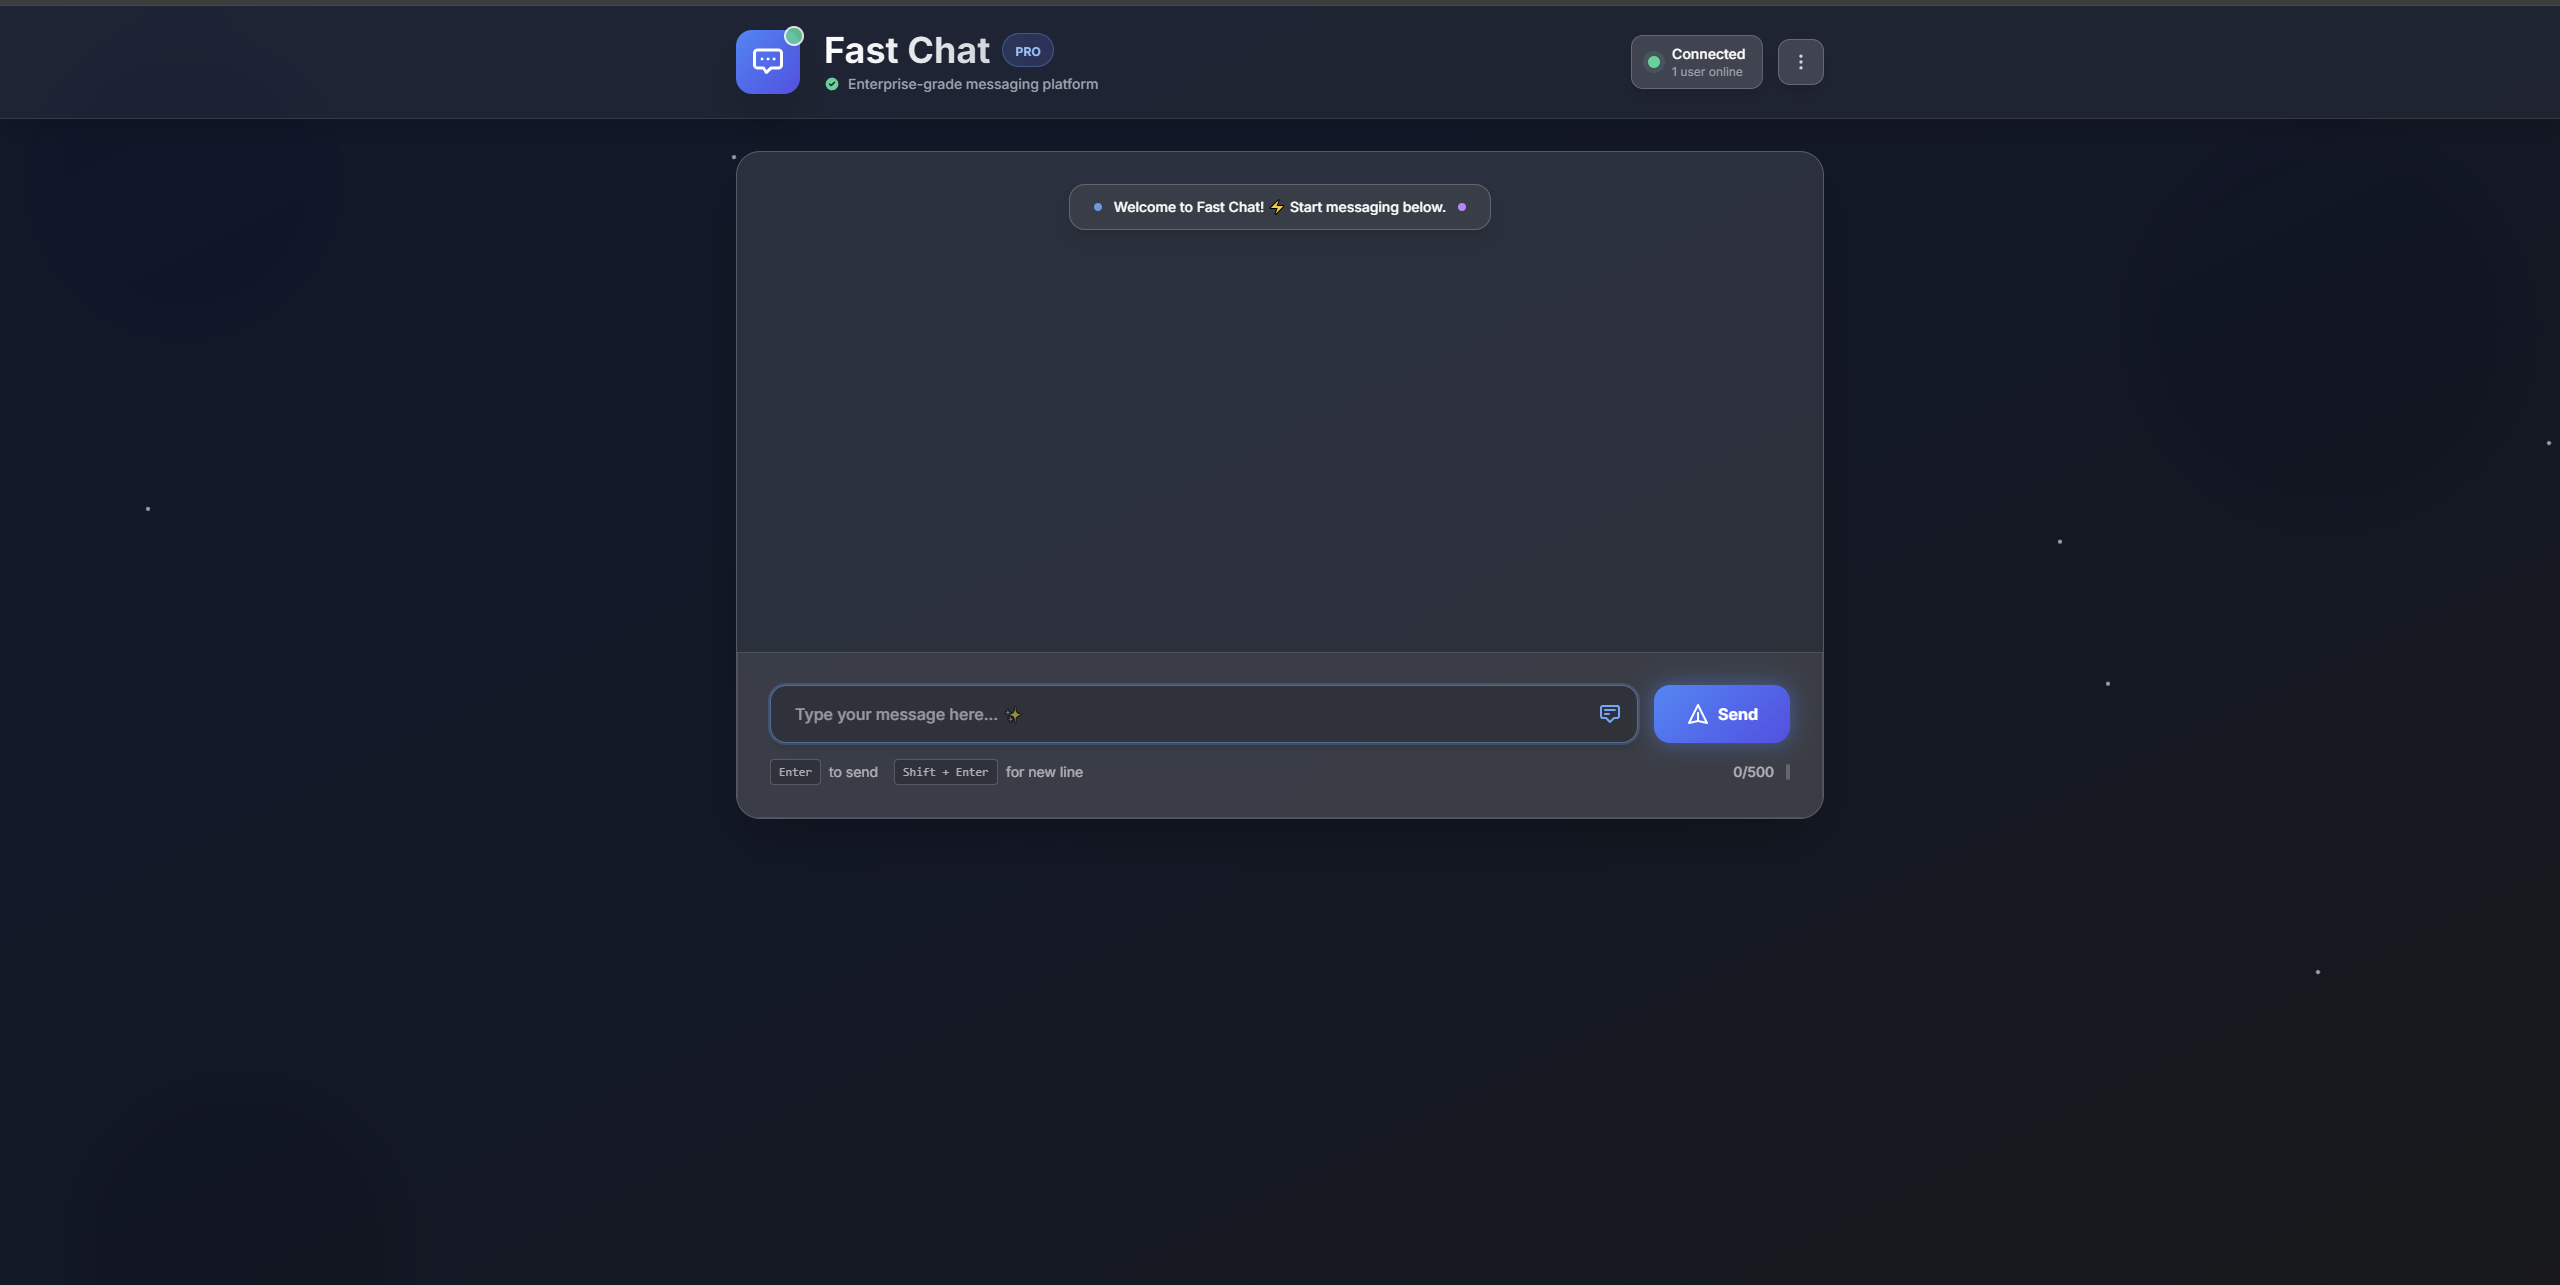 Fast Chat PRO
Enterprise-grade messaging platform
Connected
1 user online
Welcome to Fast Chat! ⚡ Start messaging below.
Type your message here... ✨
Send
Enter to send Shift + Enter for new line
0/500